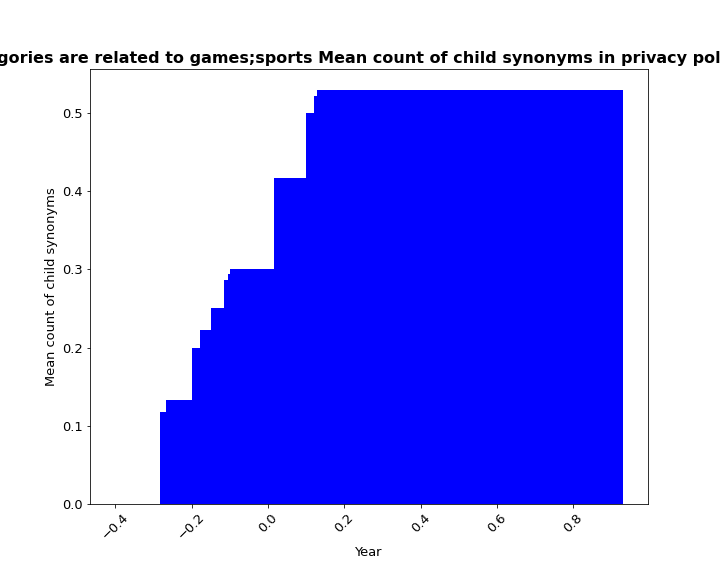 gories are related to games;sports Mean count of child synonyms in privacy pol
0.5
0.4
0.3
0.2
0.1
0.0
Mean count of child synonyms
−0.4 −0.2 0.0 0.2 0.4 0.6 0.8
Year